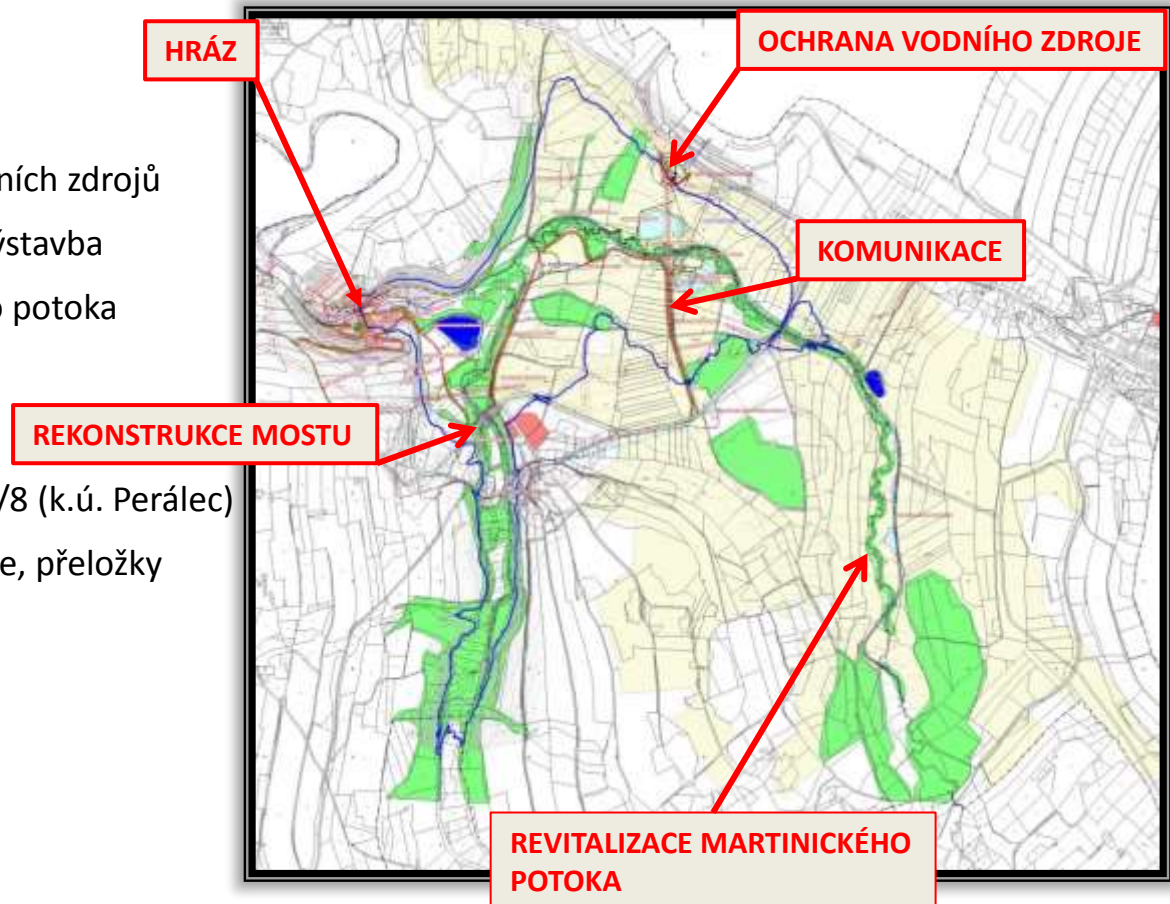 HRÁZ
OCHRANA VODNÍHO ZDROJE
ních zdrojů
ýstavba
o potoka
KOMUNIKACE
REKONSTRUKCE MOSTU
/8 (k.ú. Perálec)
e, přeložky
REVITALIZACE MARTINICKÉHO
POTOKA